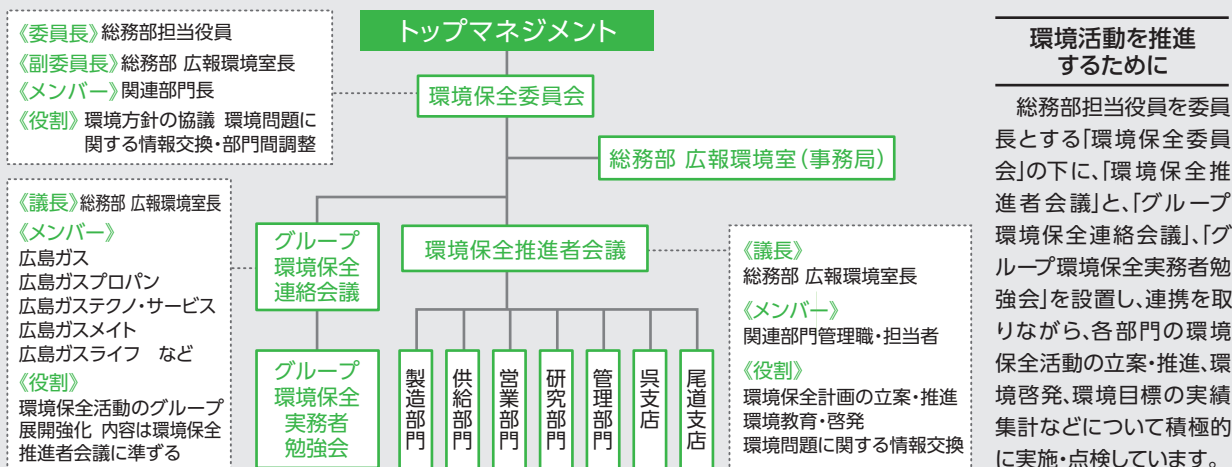 《委員長》総務部担当役員
《副委員長》総務部 広報環境室長
《メンバー》関連部門長
《役割》環境方針の協議 環境問題に
関する情報交換・部門間調整
トップマネジメント
環境保全委員会
総務部 広報環境室（事務局）
《議長》総務部 広報環境室長
《メンバー》
広島ガス
広島ガスプロパン
広島ガステクノ・サービス
広島ガスメイト
広島ガスライフ など
《役割》
環境保全活動のグループ
展開強化 内容は環境保全
推進者会議に準ずる
グループ
環境保全
連絡会議
グループ
環境保全
実務者
勉強会
環境保全推進者会議
製造部門
供給部門
営業部門
研究部門
管理部門
呉支店
尾道支店
《議長》
総務部 広報環境室長
《メンバー》
関連部門管理職・担当者
《役割》
環境保全計画の立案・推進
環境教育・啓発
環境問題に関する情報交換
環境活動を推進
するために
総務部担当役員を委員
長とする「環境保全委員
会」の下に、「環境保全推
進者会議」と、「グループ
環境保全連絡会議」、「グ
ループ環境保全実務者勉
強会」を設置し、連携を取
りながら、各部門の環境
保全活動の立案・推進、環
境啓発、環境目標の実績
集計などについて積極的
に実施・点検しています。